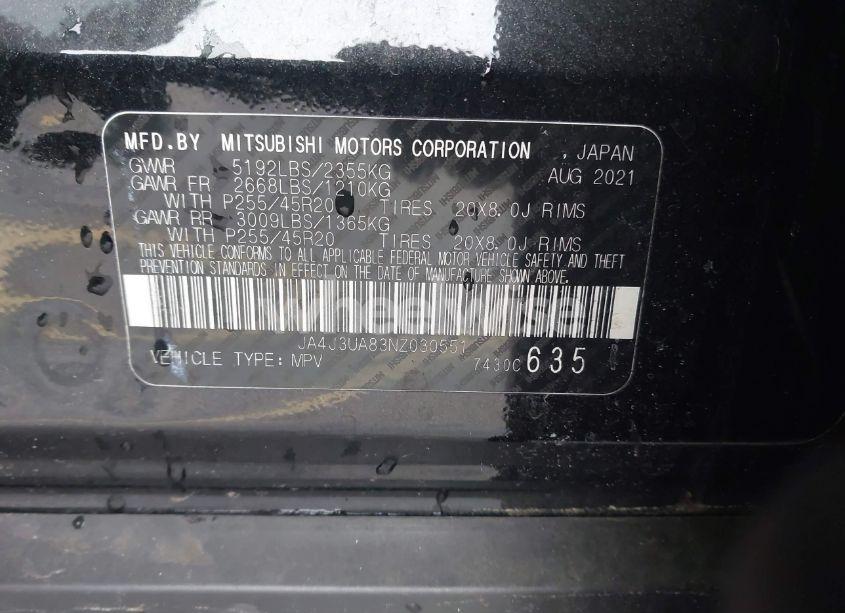 MFD.BY MITSUBISHI MOTORS CORPORATION , JAPAN
GVWR 5192LBS/2355KG AUG 2021
GAWR FR 2668LBS/1210KG
WITH P255/45R20 TIRES 20X8.0J RIMS
GAWR RR 3009LBS/1365KG
WITH P255/45R20 TIRES 20X8.0J RIMS
THIS VEHICLE CONFORMS TO ALL APPLICABLE FEDERAL MOTOR VEHICLE SAFETY AND THEFT
PREVENTION STANDARDS IN EFFECT ON THE DATE OF MANUFACTURE SHOWN ABOVE.
JA4J3UA83NZ030551
VEHICLE TYPE: MPV 7430C 635